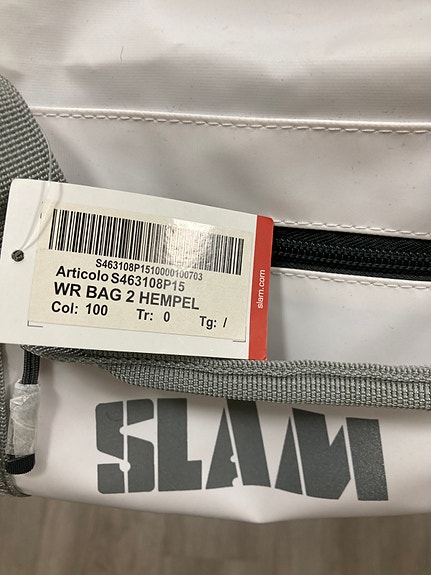 S463108P1510000100703
Articolo S463108P15
WR BAG 2 HEMPEL
Col: 100 Tr: 0 Tg: /
slam.com
SLAM